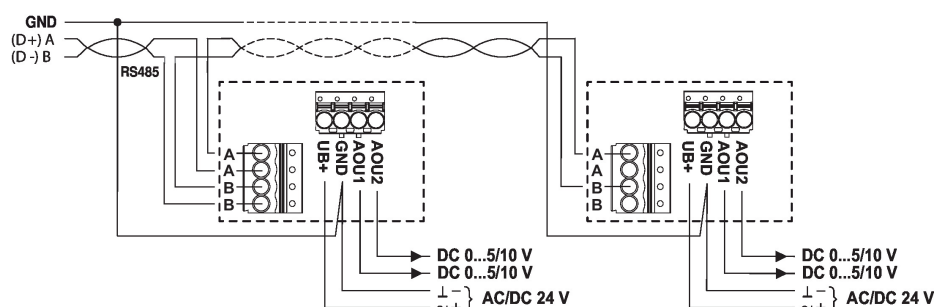 GND
(D+) A
(D -) B
RS485
UB+
GND
AOU1
AOU2
A
A
B
B
UB+
GND
AOU1
AOU2
A
A
B
B
DC 0...5/10 V
DC 0...5/10 V
AC/DC 24 V
DC 0...5/10 V
DC 0...5/10 V
AC/DC 24 V